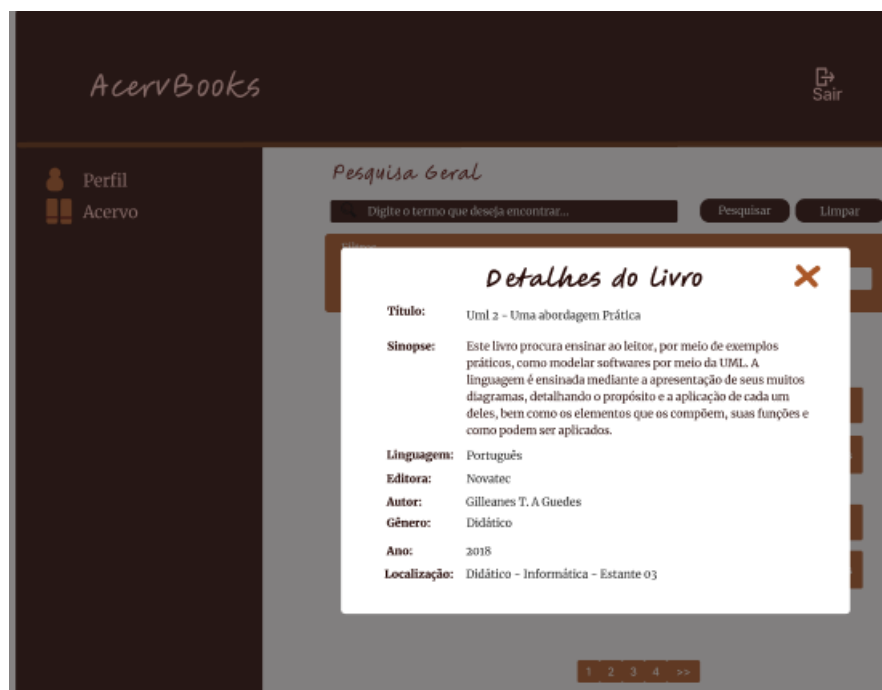 AcervBooks
Sair
Perfil
Acervo
Pesquisa Geral
Digite o termo que deseja encontrar...
Pesquisar
Limpar
Detalhes do livro
Título: Uml 2 - Uma abordagem Prática
Sinopse: Este livro procura ensinar ao leitor, por meio de exemplos
práticos, como modelar softwares por meio da UML. A
linguagem é ensinada mediante a apresentação de seus muitos
diagramas, detalhando o propósito e a aplicação de cada um
deles, bem como os elementos que os compõem, suas funções e
como podem ser aplicados.
Linguagem: Português
Editora: Novatec
Autor: Gilleanes T. A Guedes
Gênero: Didático
Ano: 2018
Localização: Didático - Informática - Estante 03
1 2 3 4 >>